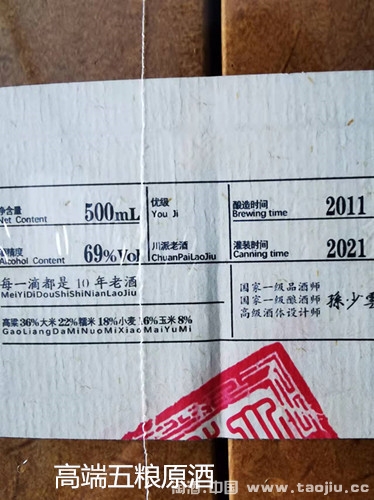 净含量 500mL 优级 酿造时间 2011
Net Content You Ji Brewing time
酒精度 69%Vol 川派老酒 灌装时间 2021
Alcohol Content ChuanPaiLaoJiu Canning time
每一滴都是10年老酒
MeiYiDiDouShiShiNianLaoJiu
国家一级品酒师
国家一级酿酒师
高级酒体设计师
孫少雲
高粱36%大米22%糯米18%小麦16%玉米8%
GaoLiangDaMiNuoMiXiaoMaiYuMi
高端五粮原酒
淘酒.中国 www.taojiu.cc